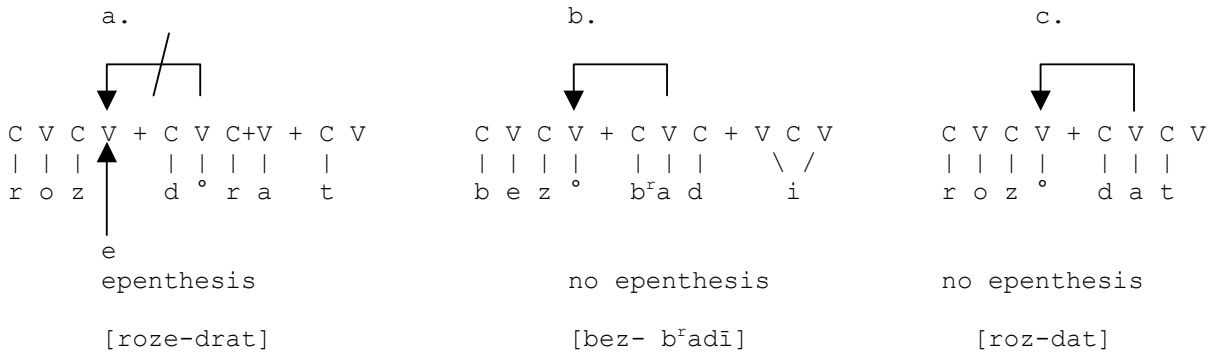 a. b. c.
C V C V + C V C+V + C V C V C V + C V C + V C V C V C V + C V C V
r o z d ° r a t b e z ° bʳa d i r o z ° d a t
e
epenthesis no epenthesis no epenthesis
[roze-drat] [bez- bʳadī] [roz-dat]